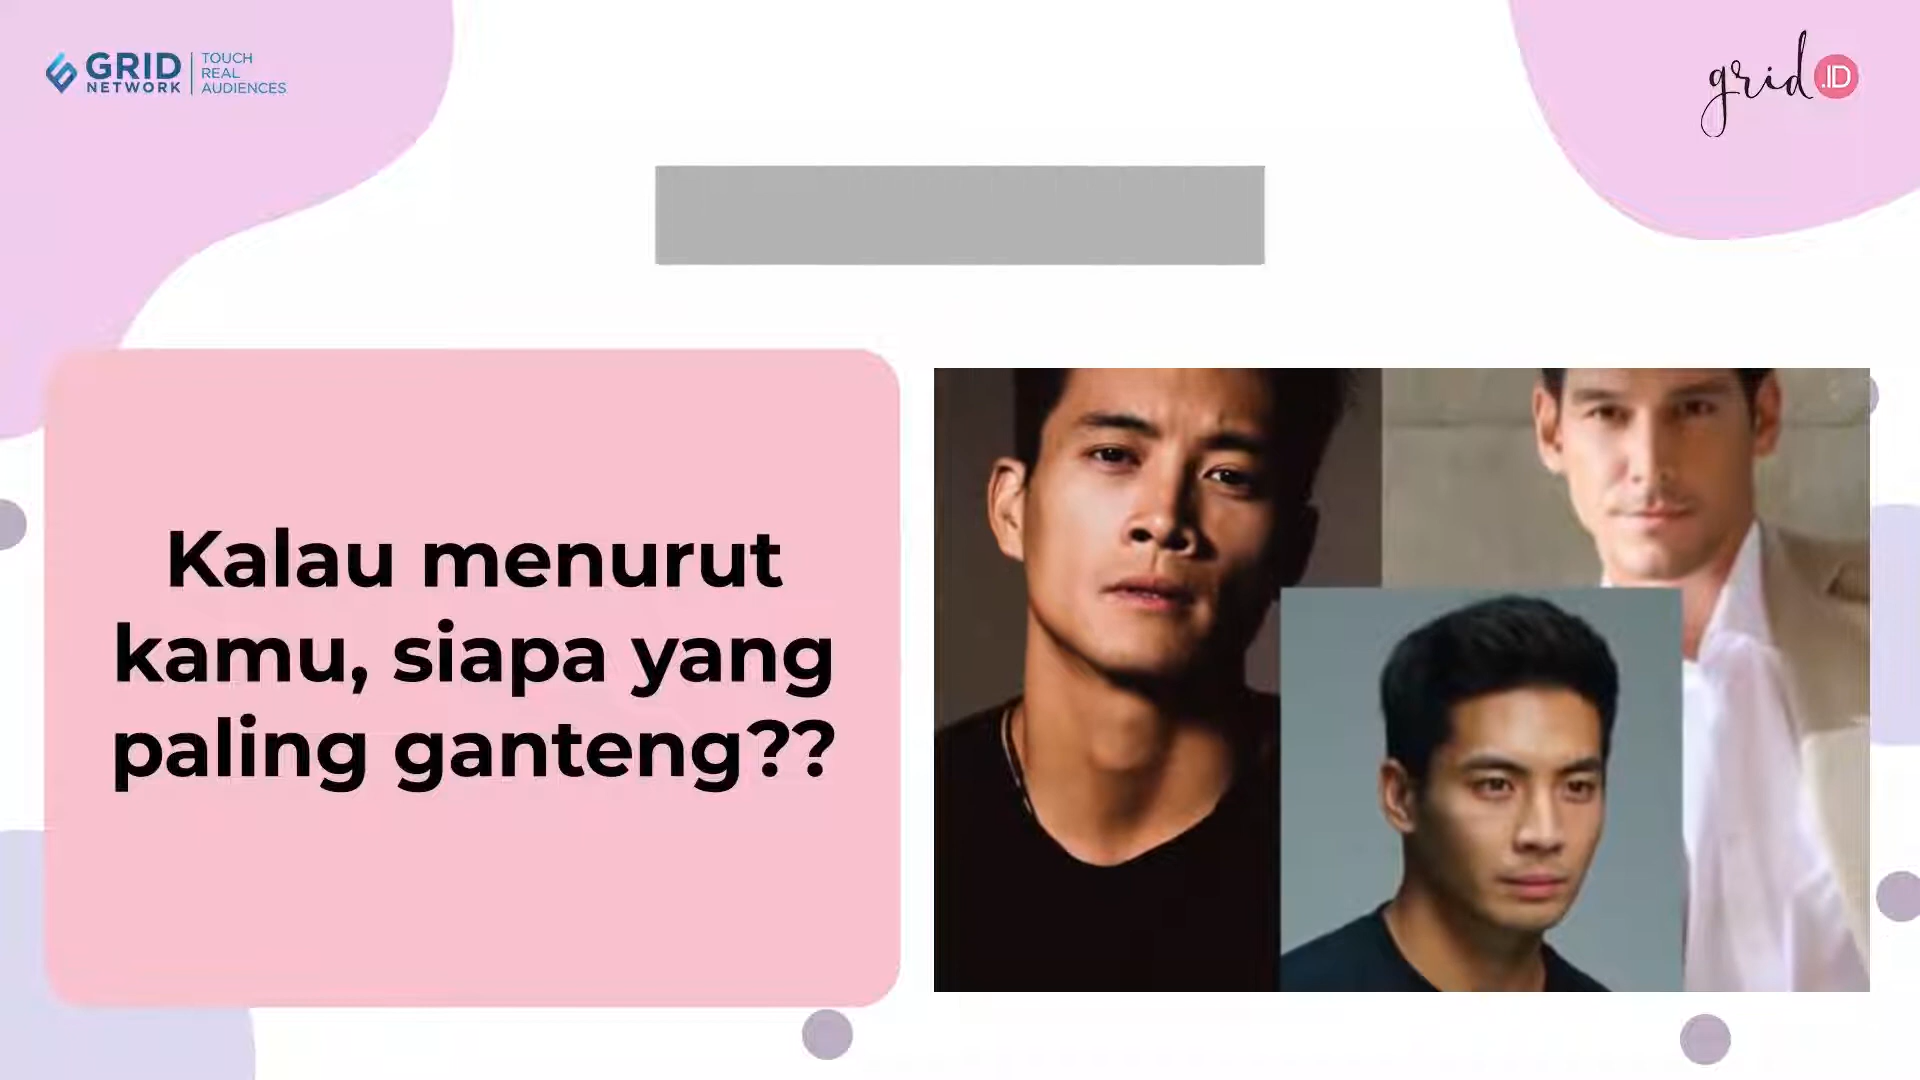 GRID
NETWORK
TOUCH
REAL
AUDIENCES
grid .ID
Kalau menurut
kamu, siapa yang
paling ganteng??